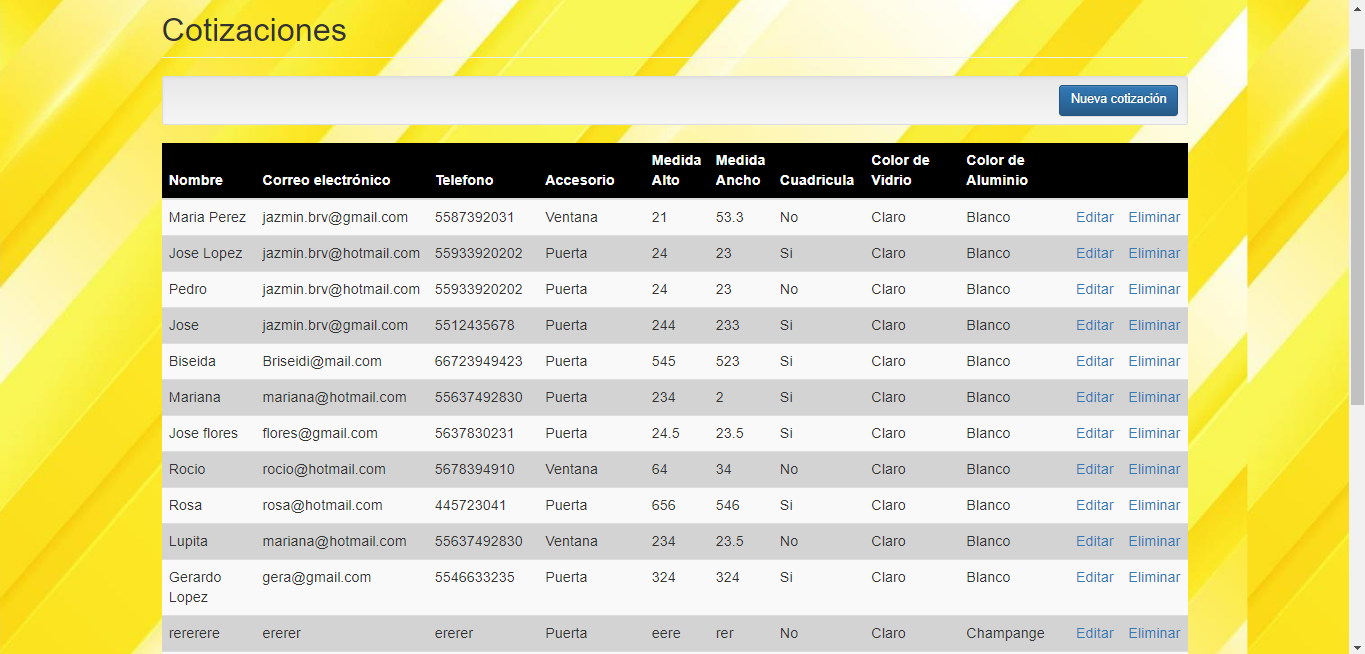 Cotizaciones
Nueva cotización
Nombre Correo electrónico Telefono Accesorio Medida Alto Medida Ancho Cuadricula Color de Vidrio Color de Aluminio
Maria Perez jazmin.brv@gmail.com 5587392031 Ventana 21 53.3 No Claro Blanco Editar Eliminar
Jose Lopez jazmin.brv@hotmail.com 55933920202 Puerta 24 23 Si Claro Blanco Editar Eliminar
Pedro jazmin.brv@hotmail.com 55933920202 Puerta 24 23 No Claro Blanco Editar Eliminar
Jose jazmin.brv@gmail.com 5512435678 Puerta 244 233 Si Claro Blanco Editar Eliminar
Biseida Briseidi@mail.com 66723949423 Puerta 545 523 Si Claro Blanco Editar Eliminar
Mariana mariana@hotmail.com 55637492830 Puerta 234 2 Si Claro Blanco Editar Eliminar
Jose flores flores@gmail.com 5637830231 Puerta 24.5 23.5 Si Claro Blanco Editar Eliminar
Rocio rocio@hotmail.com 5678394910 Ventana 64 34 No Claro Blanco Editar Eliminar
Rosa rosa@hotmail.com 445723041 Puerta 656 546 Si Claro Blanco Editar Eliminar
Lupita mariana@hotmail.com 55637492830 Ventana 234 23.5 No Claro Blanco Editar Eliminar
Gerardo Lopez gera@gmail.com 5546633235 Puerta 324 324 Si Claro Blanco Editar Eliminar
rererere ererer ererer Puerta eere rer No Claro Champange Editar Eliminar